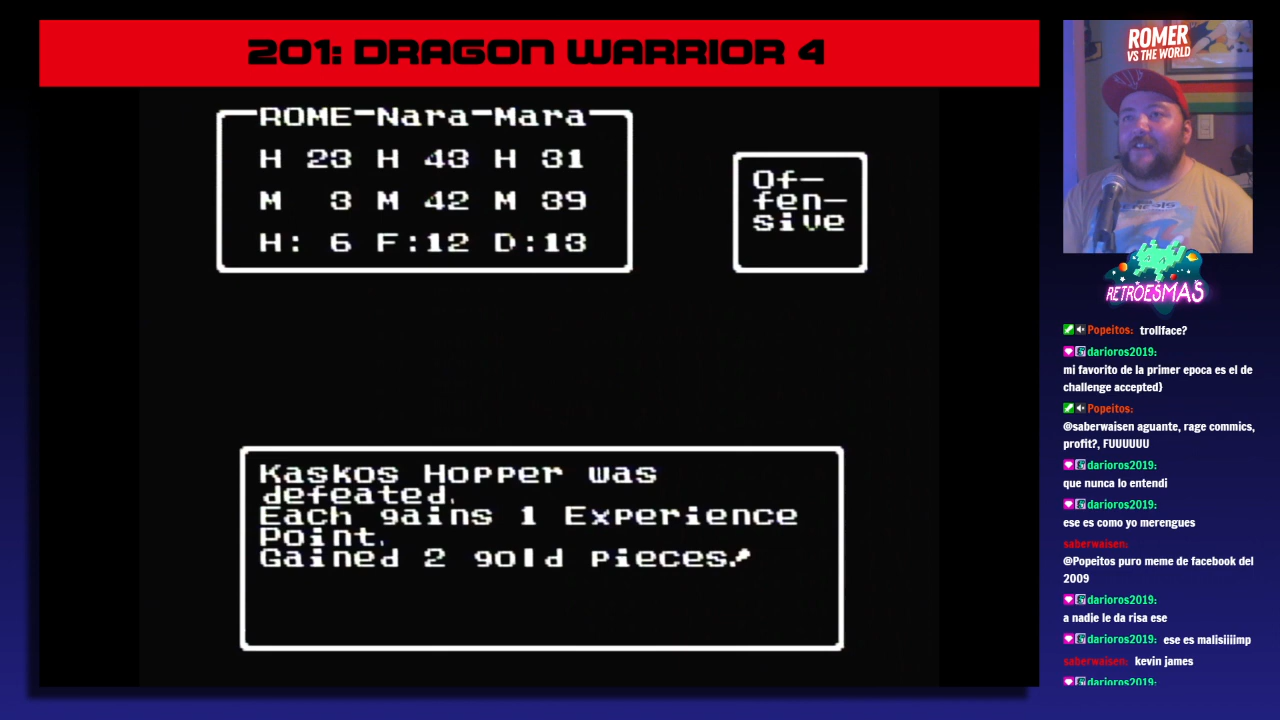 201: DRAGON WARRIOR 4
ROME Nara Mara
H 23 H 43 H 31
M 3 M 42 M 39
H: 6 F:12 D:13
Of-
fen-
sive
Kaskos Hopper was
defeated.
Each gains 1 Experience
Point.
Gained 2 gold pieces.
ROMER
VS THE WORLD
RETROESMAS
Popeitos: trollface?
darioros2019:
mi favorito de la primer epoca es el de
challenge accepted}
Popeitos:
@saberwaisen aguante, rage commics,
profit?, FUUUUUU
darioros2019:
que nunca lo entendi
darioros2019:
ese es como yo merengues
saberwaisen:
@Popeitos puro meme de facebook del
2009
darioros2019:
a nadie le da risa ese
darioros2019: ese es malisiiiimp
saberwaisen: kevin james
darioros2019: